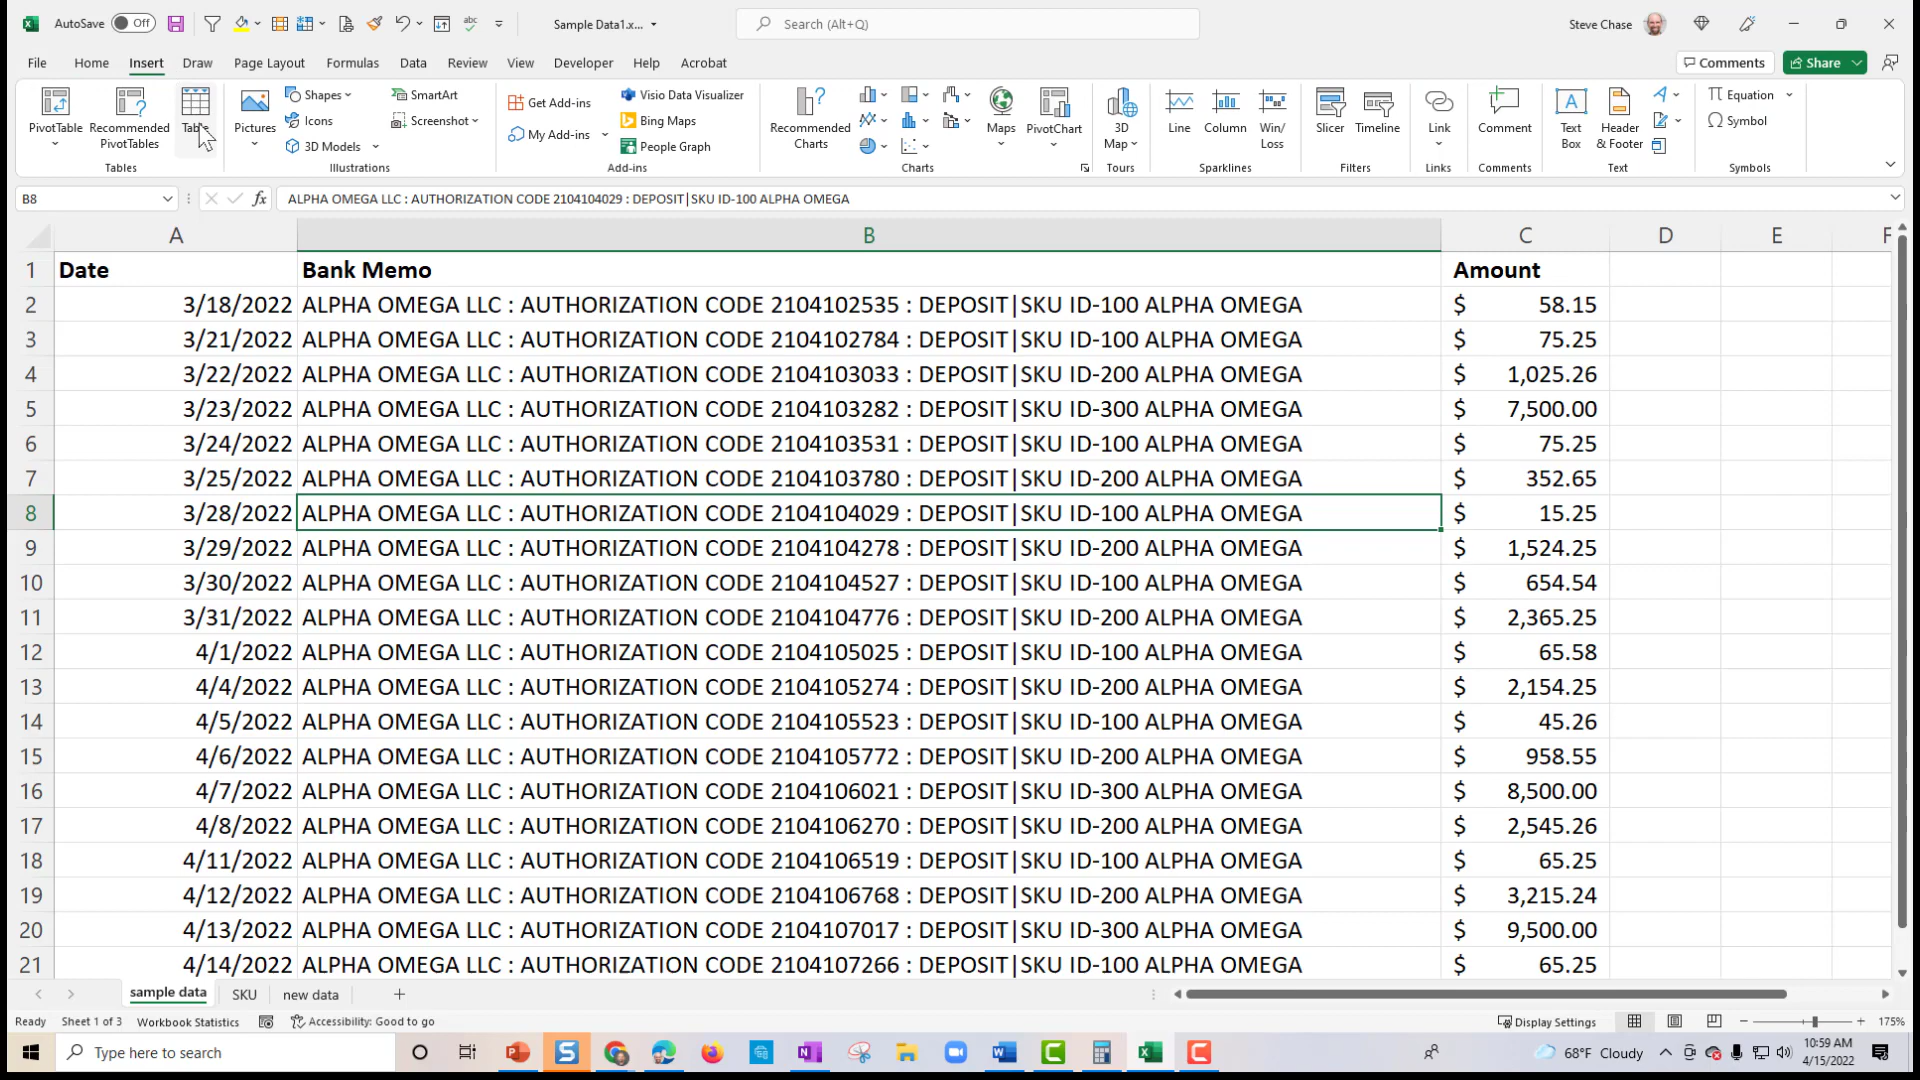 AutoSave Off Sample Data1.x... Search (Alt+Q) Steve Chase
File Home Insert Draw Page Layout Formulas Data Review View Developer Help Acrobat Comments Share
PivotTable Recommended PivotTables Table Pictures Shapes Icons 3D Models SmartArt Screenshot Get Add-ins My Add-ins Visio Data Visualizer Bing Maps People Graph Recommended Charts Maps PivotChart 3D Map Line Column Win/Loss Slicer Timeline Link Comment Text Box Header & Footer Equation Symbol
Tables Illustrations Add-ins Charts Tours Sparklines Filters Links Comments Text Symbols
B8 fx ALPHA OMEGA LLC : AUTHORIZATION CODE 2104104029 : DEPOSIT|SKU ID-100 ALPHA OMEGA
A B C D E F
1 Date Bank Memo Amount
2 3/18/2022 ALPHA OMEGA LLC : AUTHORIZATION CODE 2104102535 : DEPOSIT|SKU ID-100 ALPHA OMEGA $ 58.15
3 3/21/2022 ALPHA OMEGA LLC : AUTHORIZATION CODE 2104102784 : DEPOSIT|SKU ID-100 ALPHA OMEGA $ 75.25
4 3/22/2022 ALPHA OMEGA LLC : AUTHORIZATION CODE 2104103033 : DEPOSIT|SKU ID-200 ALPHA OMEGA $ 1,025.26
5 3/23/2022 ALPHA OMEGA LLC : AUTHORIZATION CODE 2104103282 : DEPOSIT|SKU ID-300 ALPHA OMEGA $ 7,500.00
6 3/24/2022 ALPHA OMEGA LLC : AUTHORIZATION CODE 2104103531 : DEPOSIT|SKU ID-100 ALPHA OMEGA $ 75.25
7 3/25/2022 ALPHA OMEGA LLC : AUTHORIZATION CODE 2104103780 : DEPOSIT|SKU ID-200 ALPHA OMEGA $ 352.65
8 3/28/2022 ALPHA OMEGA LLC : AUTHORIZATION CODE 2104104029 : DEPOSIT|SKU ID-100 ALPHA OMEGA $ 15.25
9 3/29/2022 ALPHA OMEGA LLC : AUTHORIZATION CODE 2104104278 : DEPOSIT|SKU ID-200 ALPHA OMEGA $ 1,524.25
10 3/30/2022 ALPHA OMEGA LLC : AUTHORIZATION CODE 2104104527 : DEPOSIT|SKU ID-100 ALPHA OMEGA $ 654.54
11 3/31/2022 ALPHA OMEGA LLC : AUTHORIZATION CODE 2104104776 : DEPOSIT|SKU ID-200 ALPHA OMEGA $ 2,365.25
12 4/1/2022 ALPHA OMEGA LLC : AUTHORIZATION CODE 2104105025 : DEPOSIT|SKU ID-100 ALPHA OMEGA $ 65.58
13 4/4/2022 ALPHA OMEGA LLC : AUTHORIZATION CODE 2104105274 : DEPOSIT|SKU ID-200 ALPHA OMEGA $ 2,154.25
14 4/5/2022 ALPHA OMEGA LLC : AUTHORIZATION CODE 2104105523 : DEPOSIT|SKU ID-100 ALPHA OMEGA $ 45.26
15 4/6/2022 ALPHA OMEGA LLC : AUTHORIZATION CODE 2104105772 : DEPOSIT|SKU ID-200 ALPHA OMEGA $ 958.55
16 4/7/2022 ALPHA OMEGA LLC : AUTHORIZATION CODE 2104106021 : DEPOSIT|SKU ID-300 ALPHA OMEGA $ 8,500.00
17 4/8/2022 ALPHA OMEGA LLC : AUTHORIZATION CODE 2104106270 : DEPOSIT|SKU ID-200 ALPHA OMEGA $ 2,545.26
18 4/11/2022 ALPHA OMEGA LLC : AUTHORIZATION CODE 2104106519 : DEPOSIT|SKU ID-100 ALPHA OMEGA $ 65.25
19 4/12/2022 ALPHA OMEGA LLC : AUTHORIZATION CODE 2104106768 : DEPOSIT|SKU ID-200 ALPHA OMEGA $ 3,215.24
20 4/13/2022 ALPHA OMEGA LLC : AUTHORIZATION CODE 2104107017 : DEPOSIT|SKU ID-300 ALPHA OMEGA $ 9,500.00
21 4/14/2022 ALPHA OMEGA LLC : AUTHORIZATION CODE 2104107266 : DEPOSIT|SKU ID-100 ALPHA OMEGA $ 65.25
sample data SKU new data
Ready Sheet 1 of 3 Workbook Statistics Accessibility: Good to go Display Settings 175%
Type here to search 68°F Cloudy 10:59 AM
4/15/2022